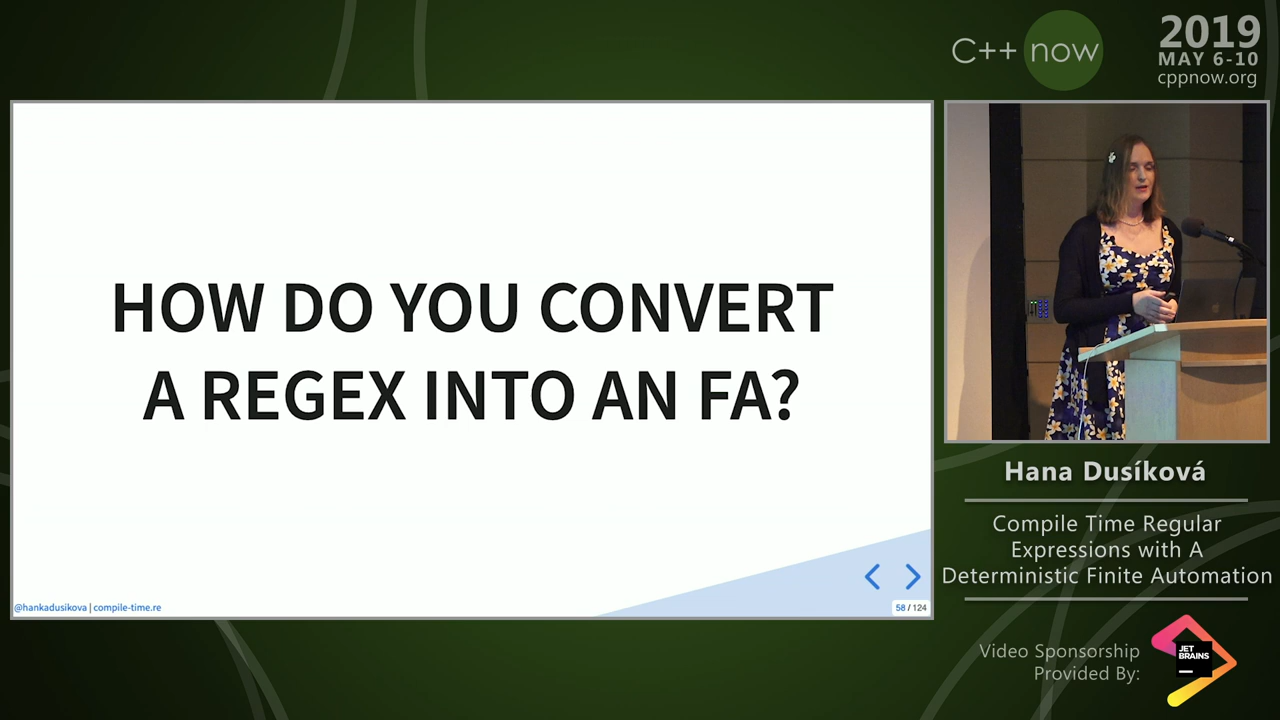 C++ now
2019
MAY 6-10
cppnow.org
HOW DO YOU CONVERT
A REGEX INTO AN FA?
@hankadusikova | compile-time.re
58 / 124
Hana Dusíková
Compile Time Regular
Expressions with A
Deterministic Finite Automation
Video Sponsorship
Provided By:
JET
BRAINS